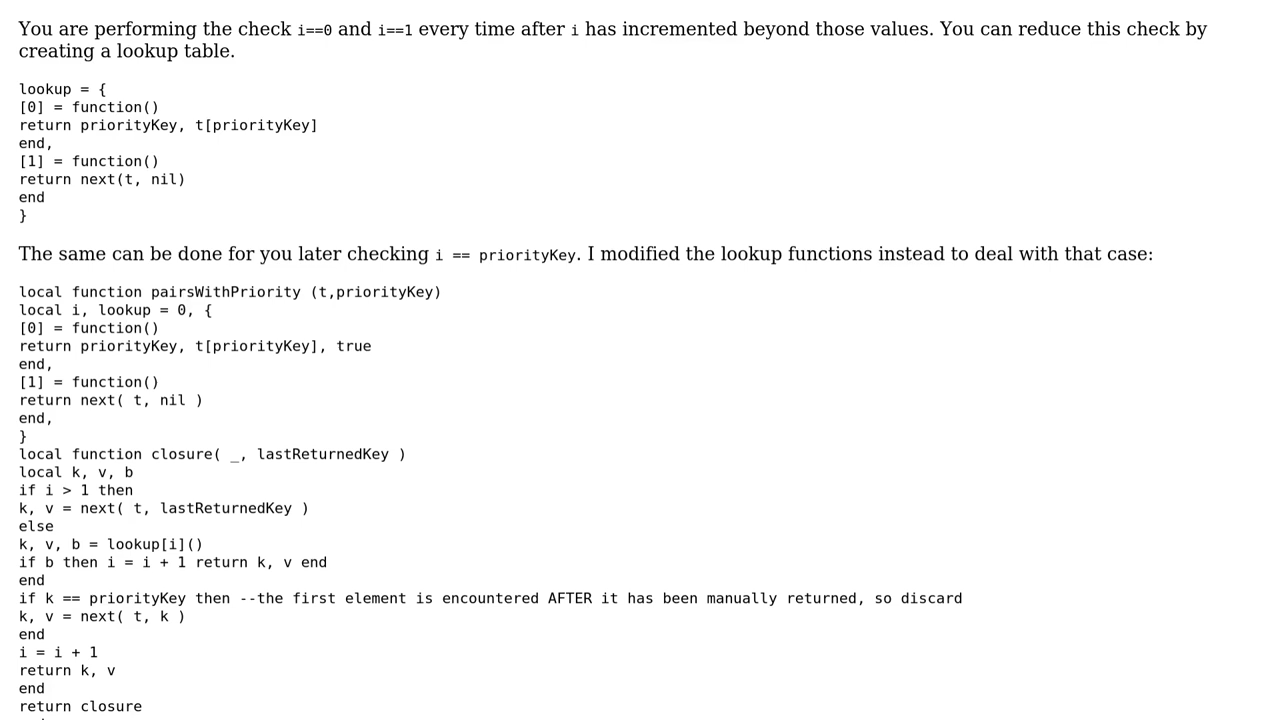 You are performing the check i==0 and i==1 every time after i has incremented beyond those values. You can reduce this check by
creating a lookup table.
lookup = {
[0] = function()
return priorityKey, t[priorityKey]
end,
[1] = function()
return next(t, nil)
end
}
The same can be done for you later checking i == priorityKey. I modified the lookup functions instead to deal with that case:
local function pairsWithPriority (t,priorityKey)
local i, lookup = 0, {
[0] = function()
return priorityKey, t[priorityKey], true
end,
[1] = function()
return next( t, nil )
end,
}
local function closure( _, lastReturnedKey )
local k, v, b
if i > 1 then
k, v = next( t, lastReturnedKey )
else
k, v, b = lookup[i]()
if b then i = i + 1 return k, v end
end
if k == priorityKey then --the first element is encountered AFTER it has been manually returned, so discard
k, v = next( t, k )
end
i = i + 1
return k, v
end
return closure